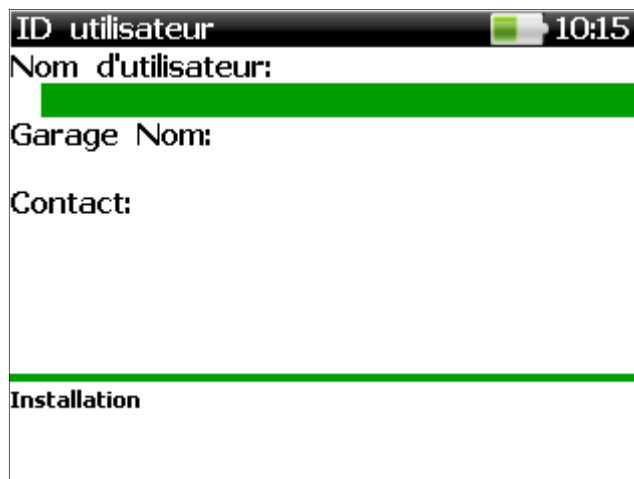 ID utilisateur 10:15
Nom d'utilisateur:
Garage Nom:
Contact:
Installation